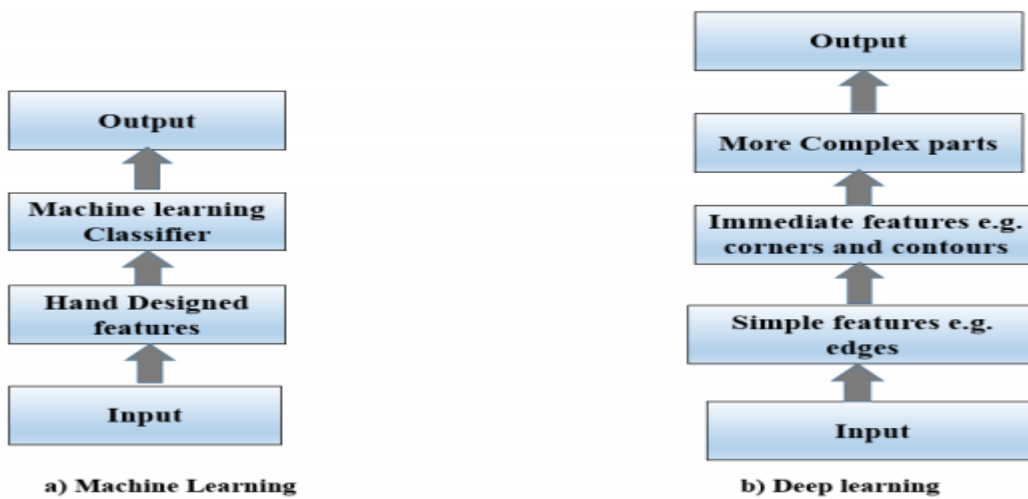 Output
Machine learning
Classifier
Hand Designed
features
Input
a) Machine Learning
Output
More Complex parts
Immediate features e.g.
corners and contours
Simple features e.g.
edges
Input
b) Deep learning